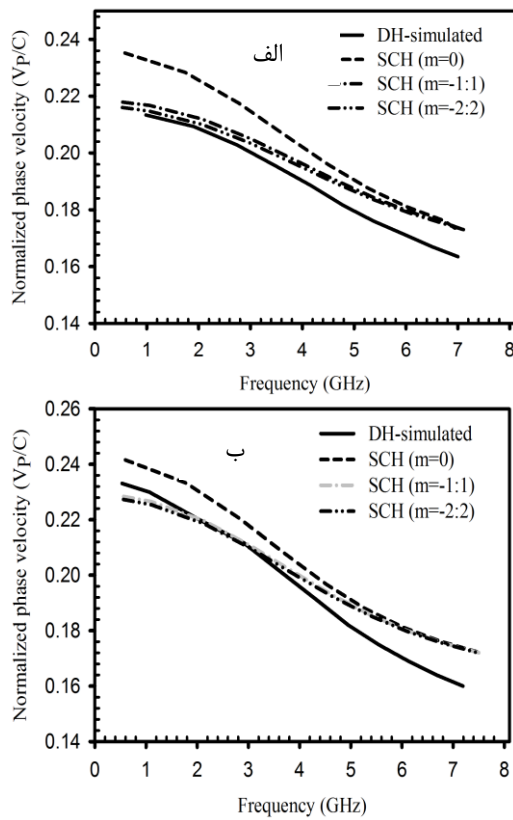 0.24
0.22
0.20
0.18
0.16
0.14
Normalized phase velocity (Vp/C)
الف
DH-simulated
SCH (m=0)
SCH (m=-1:1)
SCH (m=-2:2)
0 1 2 3 4 5 6 7 8
Frequency (GHz)
0.26
0.24
0.22
0.20
0.18
0.16
0.14
Normalized phase velocity (Vp/C)
ب
DH-simulated
SCH (m=0)
SCH (m=-1:1)
SCH (m=-2:2)
0 1 2 3 4 5 6 7 8
Frequency (GHz)